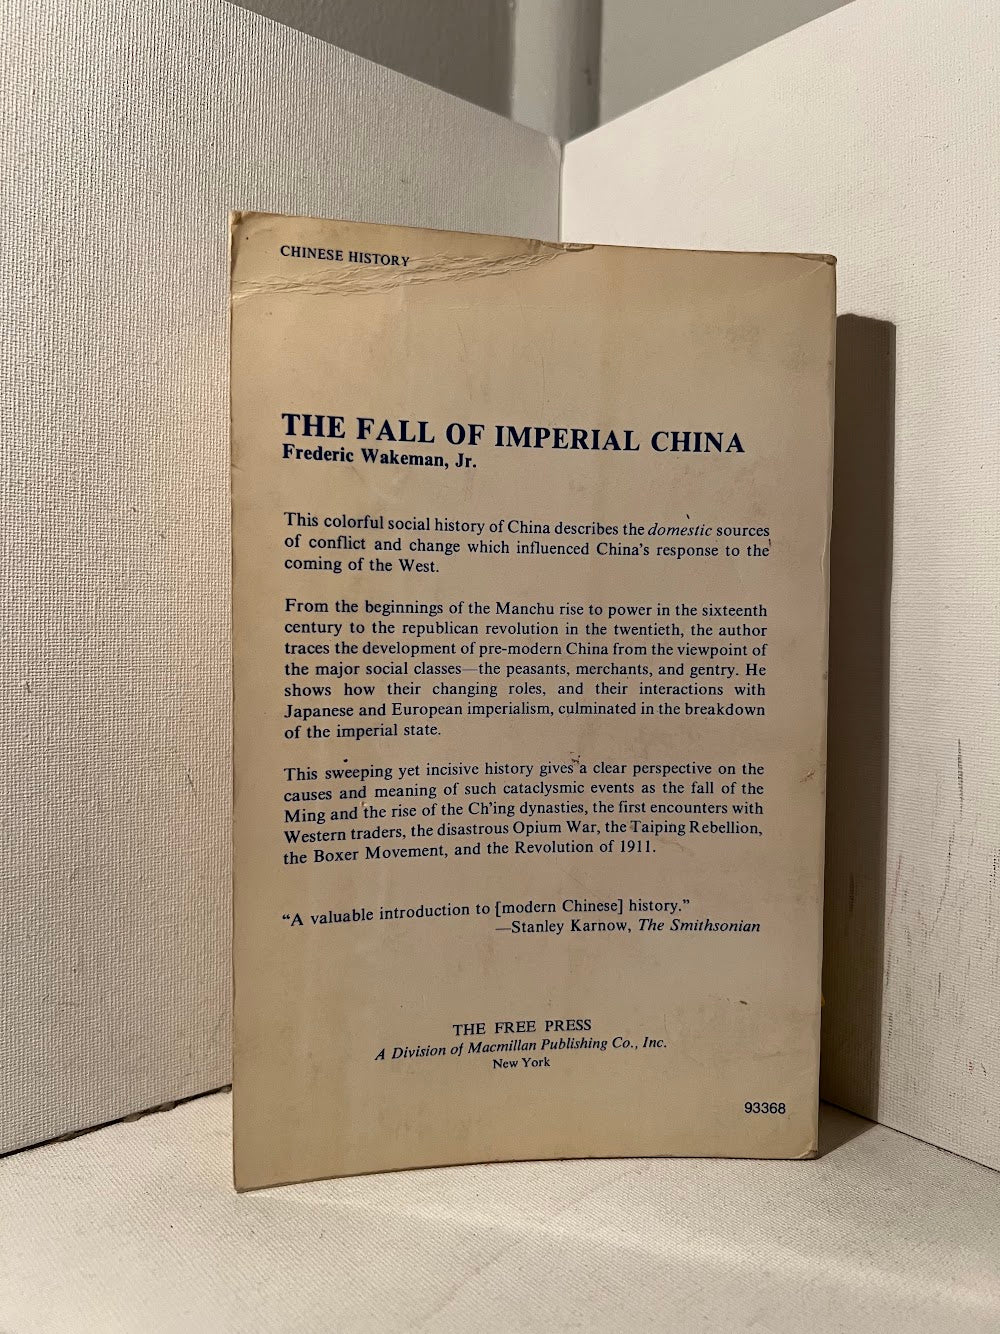 CHINESE HISTORY
THE FALL OF IMPERIAL CHINA
Frederic Wakeman, Jr.
This colorful social history of China describes the domestic sources
of conflict and change which influenced China's response to the
coming of the West.
From the beginnings of the Manchu rise to power in the sixteenth
century to the republican revolution in the twentieth, the author
traces the development of pre-modern China from the viewpoint of
the major social classes—the peasants, merchants, and gentry. He
shows how their changing roles, and their interactions with
Japanese and European imperialism, culminated in the breakdown
of the imperial state.
This sweeping yet incisive history gives a clear perspective on the
causes and meaning of such cataclysmic events as the fall of the
Ming and the rise of the Ch'ing dynasties, the first encounters with
Western traders, the disastrous Opium War, the Taiping Rebellion,
the Boxer Movement, and the Revolution of 1911.
“A valuable introduction to [modern Chinese] history.”
—Stanley Karnow, The Smithsonian
THE FREE PRESS
A Division of Macmillan Publishing Co., Inc.
New York
93368